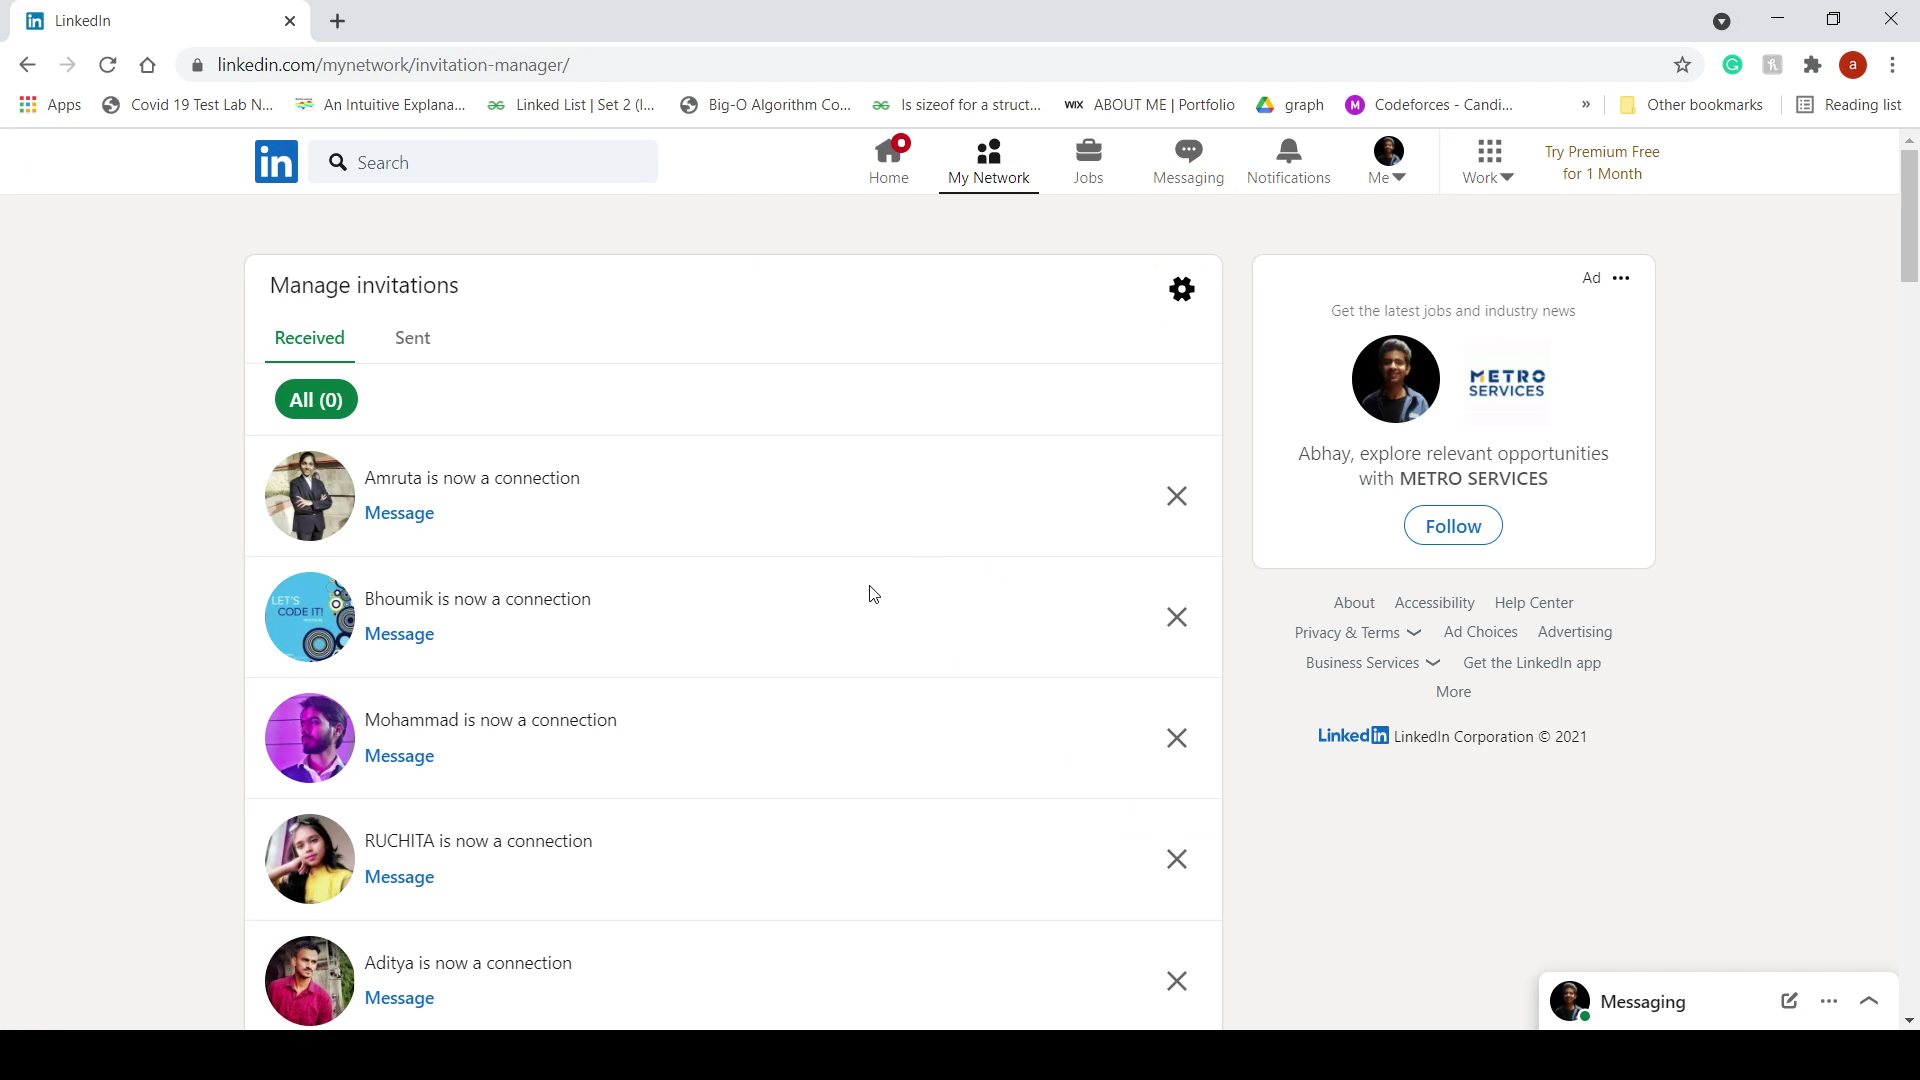 LinkedIn
linkedin.com/mynetwork/invitation-manager/
a
Apps
Covid 19 Test Lab N...
An Intuitive Explana...
Linked List | Set 2 (I...
Big-O Algorithm Co...
Is sizeof for a struct...
WIX ABOUT ME | Portfolio
graph
M Codeforces - Candi...
»
Other bookmarks
Reading list
in
Search
Home
My Network
Jobs
Messaging
Notifications
Me
Work
Try Premium Free
for 1 Month
Manage invitations
Received
Sent
All (0)
Amruta is now a connection
Message
LET'S
CODE IT!
Bhoumik is now a connection
Message
Mohammad is now a connection
Message
RUCHITA is now a connection
Message
Aditya is now a connection
Message
Ad
Get the latest jobs and industry news
METRO
SERVICES
Abhay, explore relevant opportunities
with METRO SERVICES
Follow
About Accessibility Help Center
Privacy & Terms Ad Choices Advertising
Business Services Get the LinkedIn app
More
LinkedIn LinkedIn Corporation © 2021
Messaging